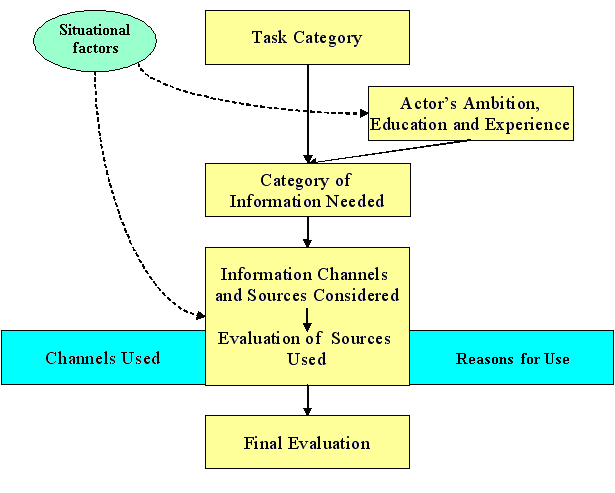 Situational
factors
Task Category
Actor's Ambition,
Education and Experience
Category of
Information Needed
Information Channels
and Sources Considered
Evaluation of Sources
Used
Channels Used
Reasons for Use
Final Evaluation